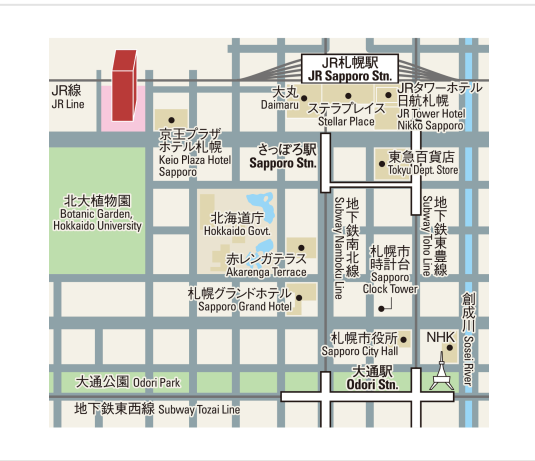 JR札幌駅
JR Sapporo Stn.
JR線
JR Line
大丸
Daimaru
ステラプレイス
Stellar Place
JRタワーホテル
日航札幌
JR Tower Hotel
Nikko Sapporo
京王プラザ
ホテル札幌
Keio Plaza Hotel
Sapporo
さっぽろ駅
Sapporo Stn.
東急百貨店
Tokyu Dept. Store
北大植物園
Botanic Garden,
Hokkaido University
北海道庁
Hokkaido Govt.
赤レンガテラス
Akarenga Terrace
地下鉄南北線
Subway Namboku Line
地下鉄東豊線
Subway Toho Line
札幌市
時計台
Sapporo
Clock Tower
札幌グランドホテル
Sapporo Grand Hotel
創成川
Sosei River
札幌市役所
Sapporo City Hall
NHK
大通公園 Odori Park
大通駅
Odori Stn.
地下鉄東西線 Subway Tozai Line